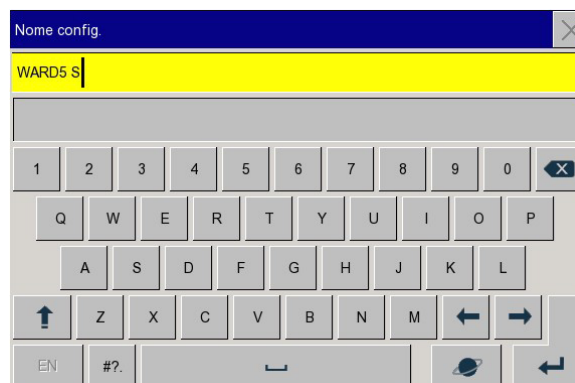 Nome config.
WARD5 S
1 2 3 4 5 6 7 8 9 0
Q W E R T Y U I O P
A S D F G H J K L
Z X C V B N M
EN #?.